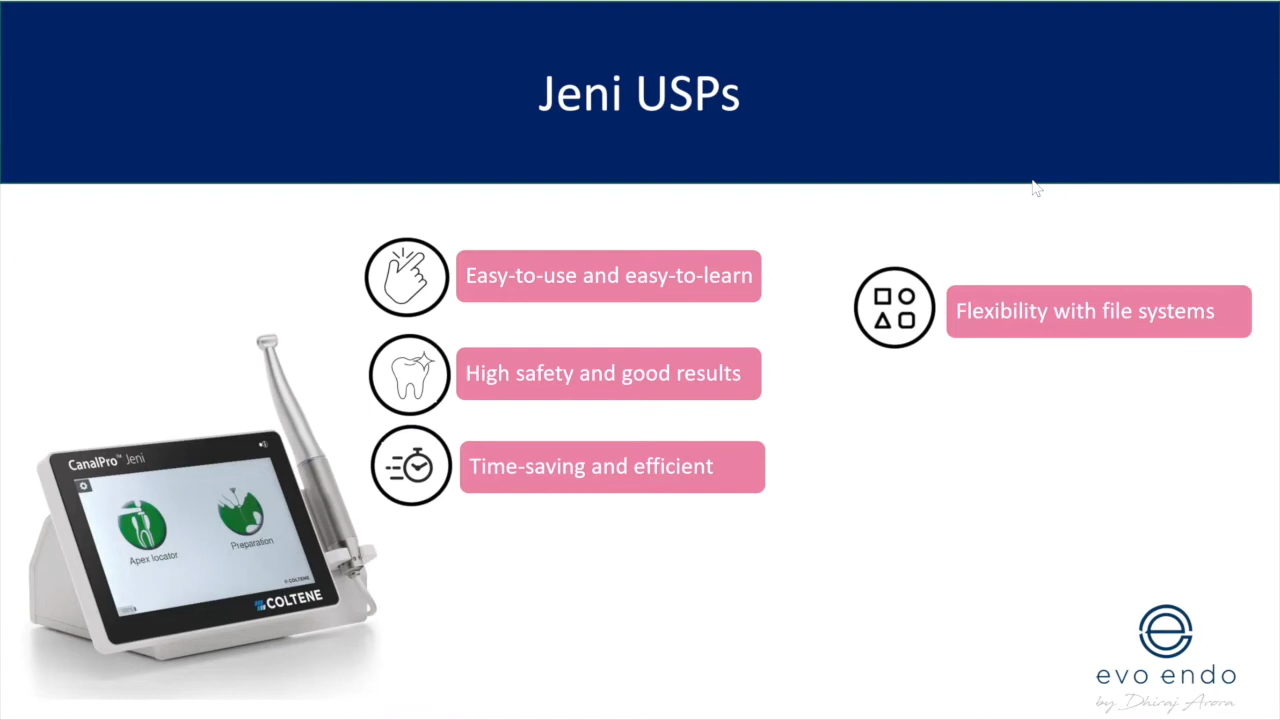 Jeni USPs
Easy-to-use and easy-to-learn
High safety and good results
Time-saving and efficient
Flexibility with file systems
CanalPro™ Jeni
Apex locator
Preparation
© COLTENE
COLTENE
evo endo
by Dhiraj Arora